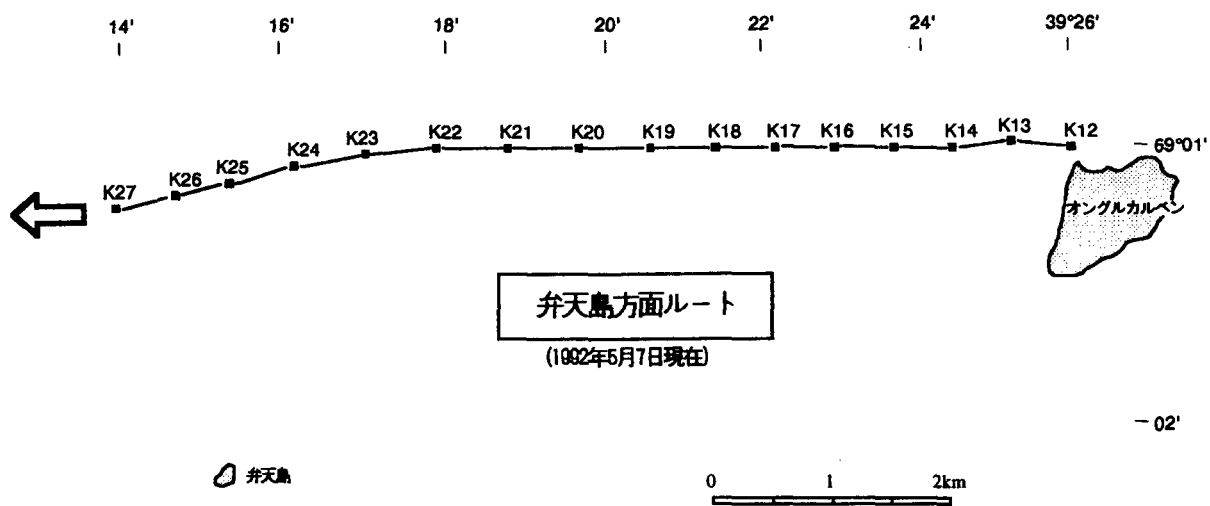 14' 16' 18' 20' 22' 24' 39°26'
K27 K26 K25 K24 K23 K22 K21 K20 K19 K18 K17 K16 K15 K14 K13 K12
69°01'
オングルカルベン
弁天島方面ルート
(1992年5月7日現在)
02'
弁天島
0 1 2km